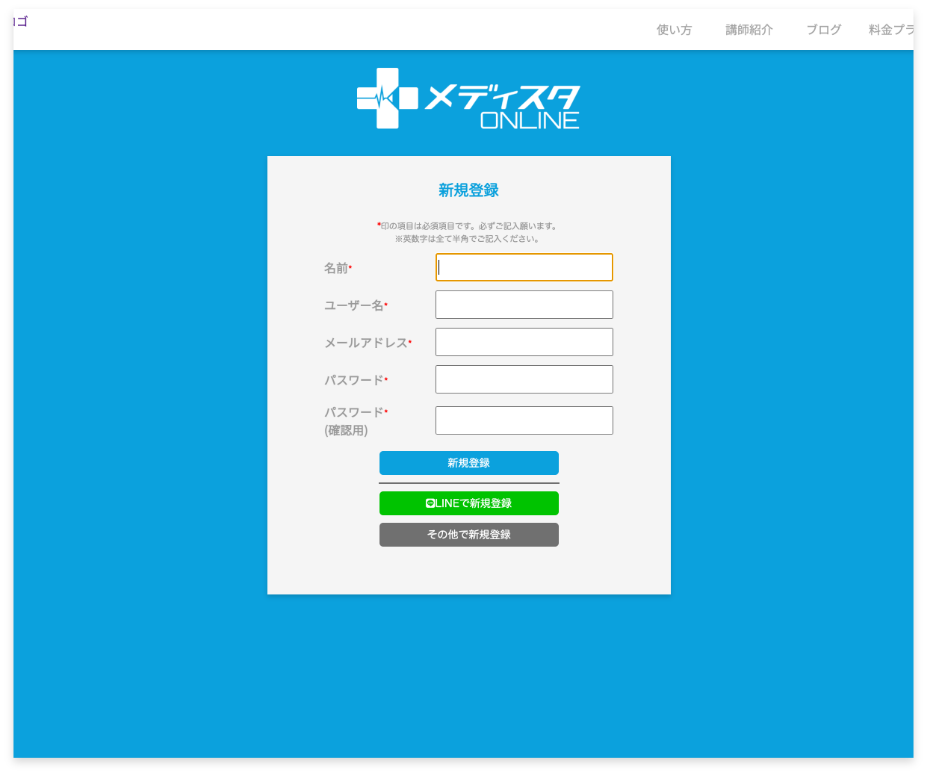 ゴ
使い方
講師紹介
ブログ
料金プラ
メディスタ
ONLINE
新規登録
*印の項目は必須項目です。必ずご記入願います。
※英数字は全て半角でご記入ください。
名前*
ユーザー名*
メールアドレス*
パスワード*
パスワード*
(確認用)
新規登録
LINEで新規登録
その他で新規登録